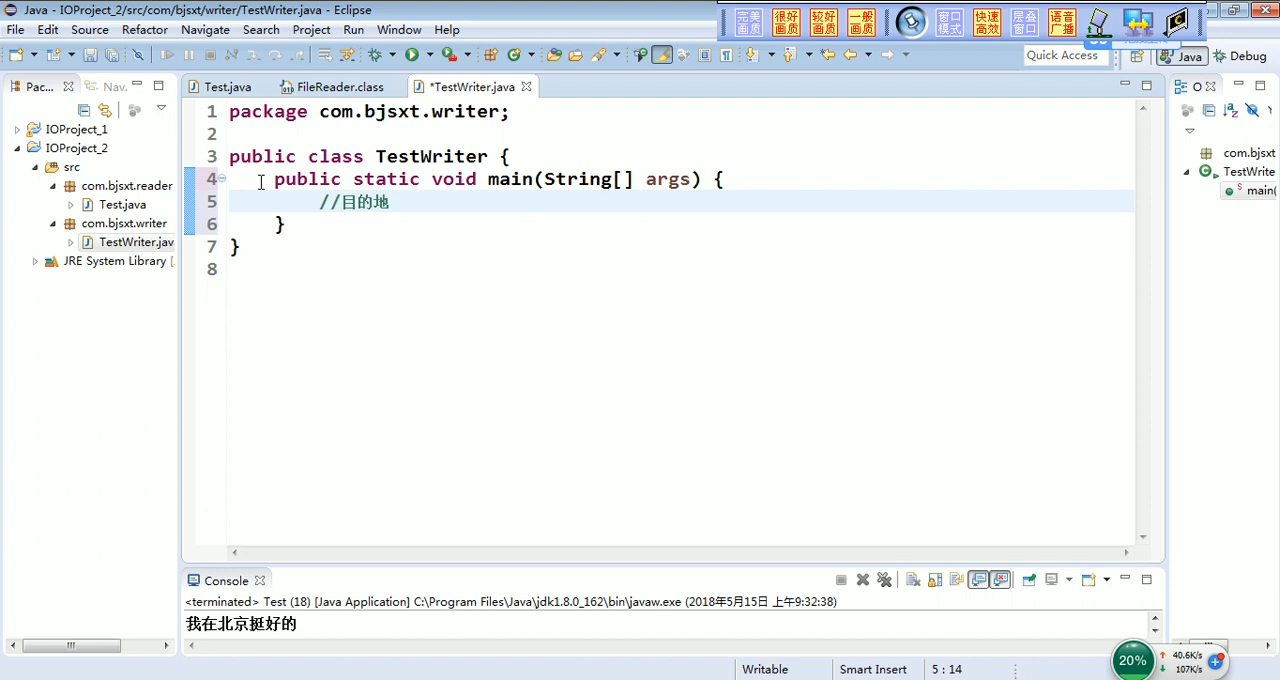 Java - IOProject_2/src/com/bjsxt/writer/TestWriter.java - Eclipse
完美画质 很好画质 较好画质 一般画质 窗口模式 快速高效 层叠窗口 语音广播
File Edit Source Refactor Navigate Search Project Run Window Help
Quick Access Java Debug
Pac... Nav. Test.java FileReader.class *TestWriter.java O
IOProject_1
IOProject_2
src
com.bjsxt.reader
Test.java
com.bjsxt.writer
TestWriter.jav
JRE System Library [
1 package com.bjsxt.writer;
2
3 public class TestWriter {
4 public static void main(String[] args) {
5 //目的地
6 }
7 }
8
com.bjsxt
TestWrite
main(
Console
<terminated> Test (18) [Java Application] C:\Program Files\Java\jdk1.8.0_162\bin\javaw.exe (2018年5月15日 上午9:32:38)
我在北京挺好的
Writable Smart Insert 5 : 14
20% 40.6K/s
107K/s